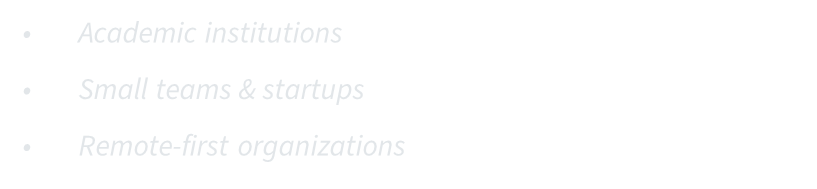 • Academic institutions
• Small teams & startups
• Remote-first organizations